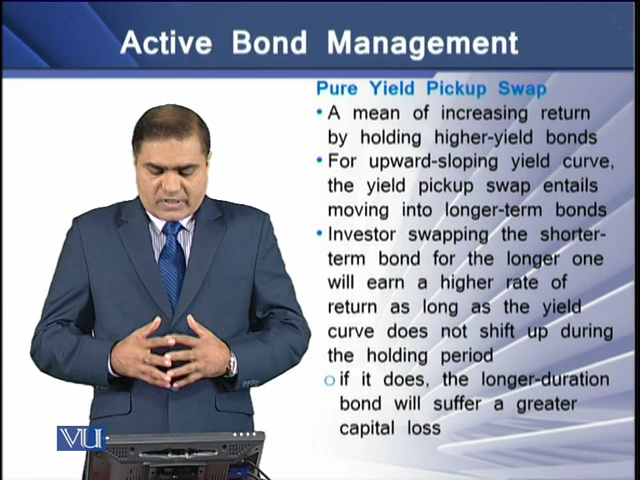 Active Bond Management
Pure Yield Pickup Swap
• A mean of increasing return
by holding higher-yield bonds
• For upward-sloping yield curve,
the yield pickup swap entails
moving into longer-term bonds
• Investor swapping the shorter-
term bond for the longer one
will earn a higher rate of
return as long as the yield
curve does not shift up during
the holding period
o if it does, the longer-duration
bond will suffer a greater
capital loss
VU